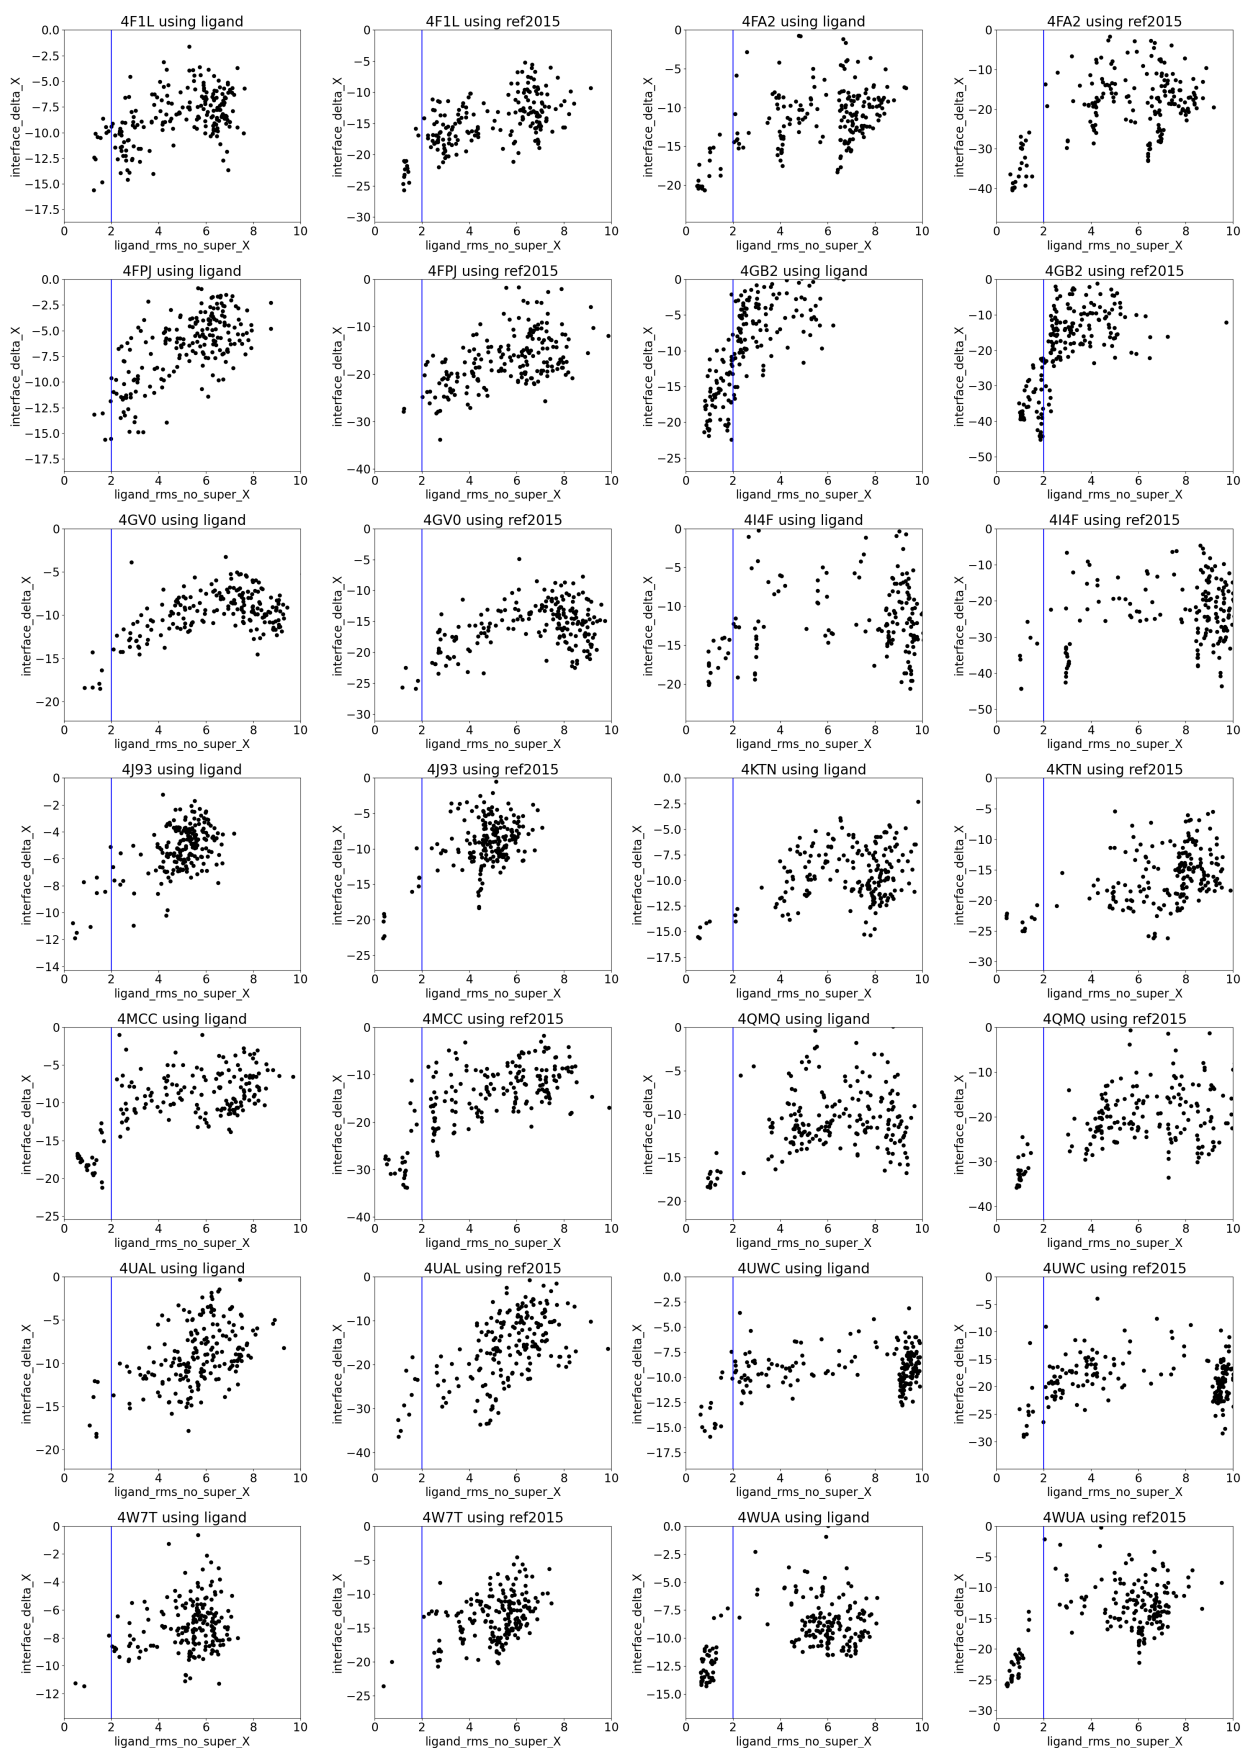 4F1L using ligand
4F1L using ref2015
4FA2 using ligand
4FA2 using ref2015
interface_delta_X
0.0
−2.5
−5.0
−7.5
−10.0
−12.5
−15.0
−17.5
0 2 4 6 8 10
ligand_rms_no_super_X
interface_delta_X
0
−5
−10
−15
−20
−25
−30
0 2 4 6 8 10
ligand_rms_no_super_X
interface_delta_X
0
−5
−10
−15
−20
0 2 4 6 8 10
ligand_rms_no_super_X
interface_delta_X
−10
−20
−30
−40
0 2 4 6 8 10
ligand_rms_no_super_X
4FPJ using ligand
4FPJ using ref2015
4GB2 using ligand
4GB2 using ref2015
interface_delta_X
0.0
−2.5
−5.0
−7.5
−10.0
−12.5
−15.0
−17.5
0 2 4 6 8 10
ligand_rms_no_super_X
interface_delta_X
0
−10
−20
−30
−40
0 2 4 6 8 10
ligand_rms_no_super_X
interface_delta_X
0
−5
−10
−15
−20
−25
0 2 4 6 8 10
ligand_rms_no_super_X
interface_delta_X
0
−10
−20
−30
−40
−50
0 2 4 6 8 10
ligand_rms_no_super_X
4GV0 using ligand
4GV0 using ref2015
4I4F using ligand
4I4F using ref2015
interface_delta_X
0
−5
−10
−15
−20
0 2 4 6 8 10
ligand_rms_no_super_X
interface_delta_X
0
−5
−10
−15
−20
−25
−30
0 2 4 6 8 10
ligand_rms_no_super_X
interface_delta_X
0
−5
−10
−15
−20
0 2 4 6 8 10
ligand_rms_no_super_X
interface_delta_X
0
−10
−20
−30
−40
−50
0 2 4 6 8 10
ligand_rms_no_super_X
4J93 using ligand
4J93 using ref2015
4KTN using ligand
4KTN using ref2015
interface_delta_X
0
−2
−4
−6
−8
−10
−12
−14
0 2 4 6 8 10
ligand_rms_no_super_X
interface_delta_X
0
−5
−10
−15
−20
−25
0 2 4 6 8 10
ligand_rms_no_super_X
interface_delta_X
0.0
−2.5
−5.0
−7.5
−10.0
−12.5
−15.0
−17.5
0 2 4 6 8 10
ligand_rms_no_super_X
interface_delta_X
0
−5
−10
−15
−20
−25
−30
0 2 4 6 8 10
ligand_rms_no_super_X
4MCC using ligand
4MCC using ref2015
4QMQ using ligand
4QMQ using ref2015
interface_delta_X
0
−5
−10
−15
−20
−25
0 2 4 6 8 10
ligand_rms_no_super_X
interface_delta_X
0
−10
−20
−30
−40
0 2 4 6 8 10
ligand_rms_no_super_X
interface_delta_X
0
−5
−10
−15
−20
0 2 4 6 8 10
ligand_rms_no_super_X
interface_delta_X
0
−10
−20
−30
−40
0 2 4 6 8 10
ligand_rms_no_super_X
4UAL using ligand
4UAL using ref2015
4UWC using ligand
4UWC using ref2015
interface_delta_X
0
−5
−10
−15
−20
0 2 4 6 8 10
ligand_rms_no_super_X
interface_delta_X
0
−10
−20
−30
−40
0 2 4 6 8 10
ligand_rms_no_super_X
interface_delta_X
0.0
−2.5
−5.0
−7.5
−10.0
−12.5
−15.0
−17.5
0 2 4 6 8 10
ligand_rms_no_super_X
interface_delta_X
0
−5
−10
−15
−20
−25
−30
0 2 4 6 8 10
ligand_rms_no_super_X
4W7T using ligand
4W7T using ref2015
4WUA using ligand
4WUA using ref2015
interface_delta_X
0
−2
−4
−6
−8
−10
−12
0 2 4 6 8 10
ligand_rms_no_super_X
interface_delta_X
0
−5
−10
−15
−20
−25
0 2 4 6 8 10
ligand_rms_no_super_X
interface_delta_X
0.0
−2.5
−5.0
−7.5
−10.0
−12.5
−15.0
0 2 4 6 8 10
ligand_rms_no_super_X
interface_delta_X
0
−5
−10
−15
−20
−25
−30
0 2 4 6 8 10
ligand_rms_no_super_X